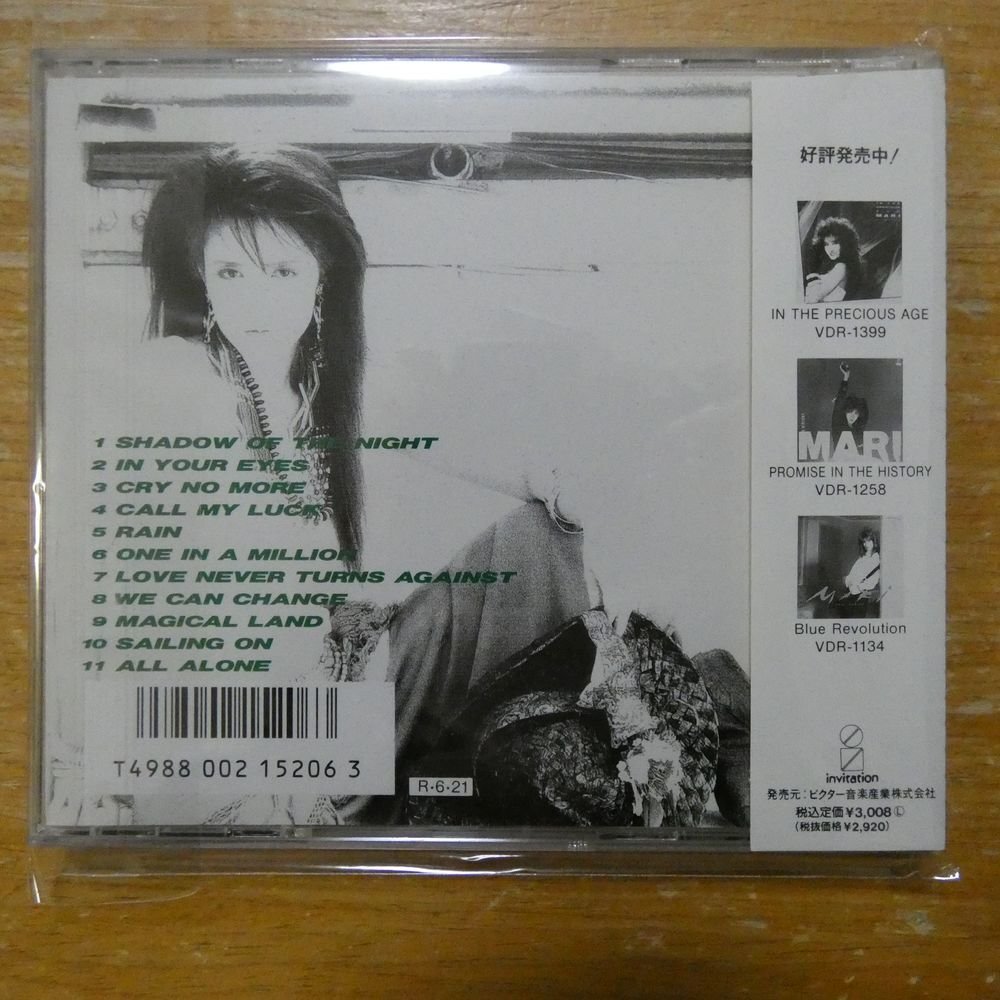 1 SHADOW OF THE NIGHT
2 IN YOUR EYES
3 CRY NO MORE
4 CALL MY LUCK
5 RAIN
6 ONE IN A MILLION
7 LOVE NEVER TURNS AGAINST
8 WE CAN CHANGE
9 MAGICAL LAND
10 SAILING ON
11 ALL ALONE
T4988 002 15206 3
R・6・21
好評発売中!
MARI
IN THE PRECIOUS AGE
VDR-1399
MARI
PROMISE IN THE HISTORY
VDR-1258
Mari
Blue Revolution
VDR-1134
invitation
発売元:ビクター音楽産業株式会社
税込定価¥3,008Ⓛ
(税抜価格¥2,920)